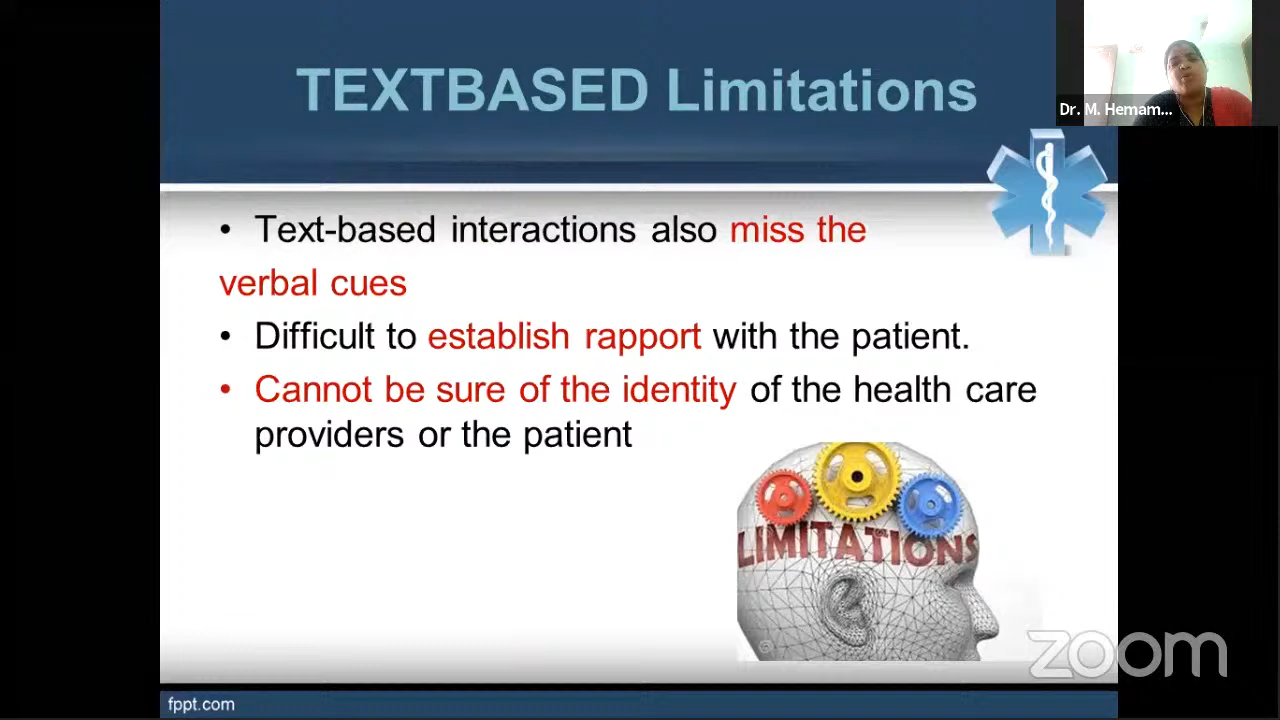 TEXTBASED Limitations
Dr. M. Hemam...
• Text-based interactions also miss the
verbal cues
• Difficult to establish rapport with the patient.
• Cannot be sure of the identity of the health care
providers or the patient
LIMITATIONS
zoom
fppt.com